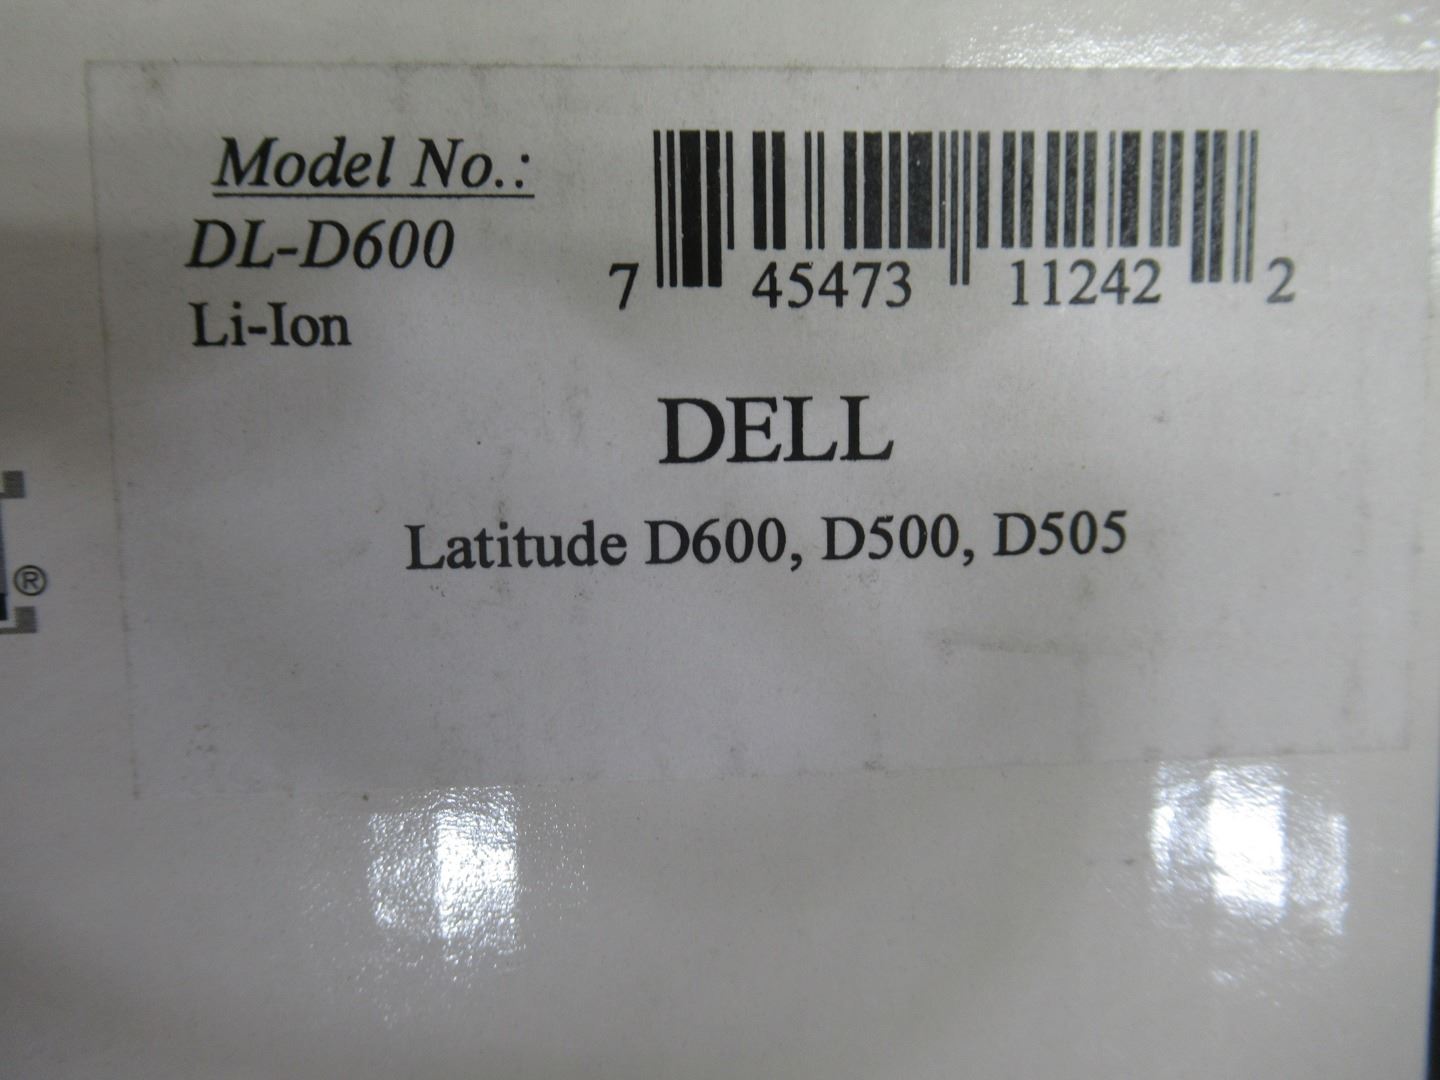 Model No.:
DL-D600
Li-Ion
7 45473 11242 2
DELL
Latitude D600, D500, D505
®